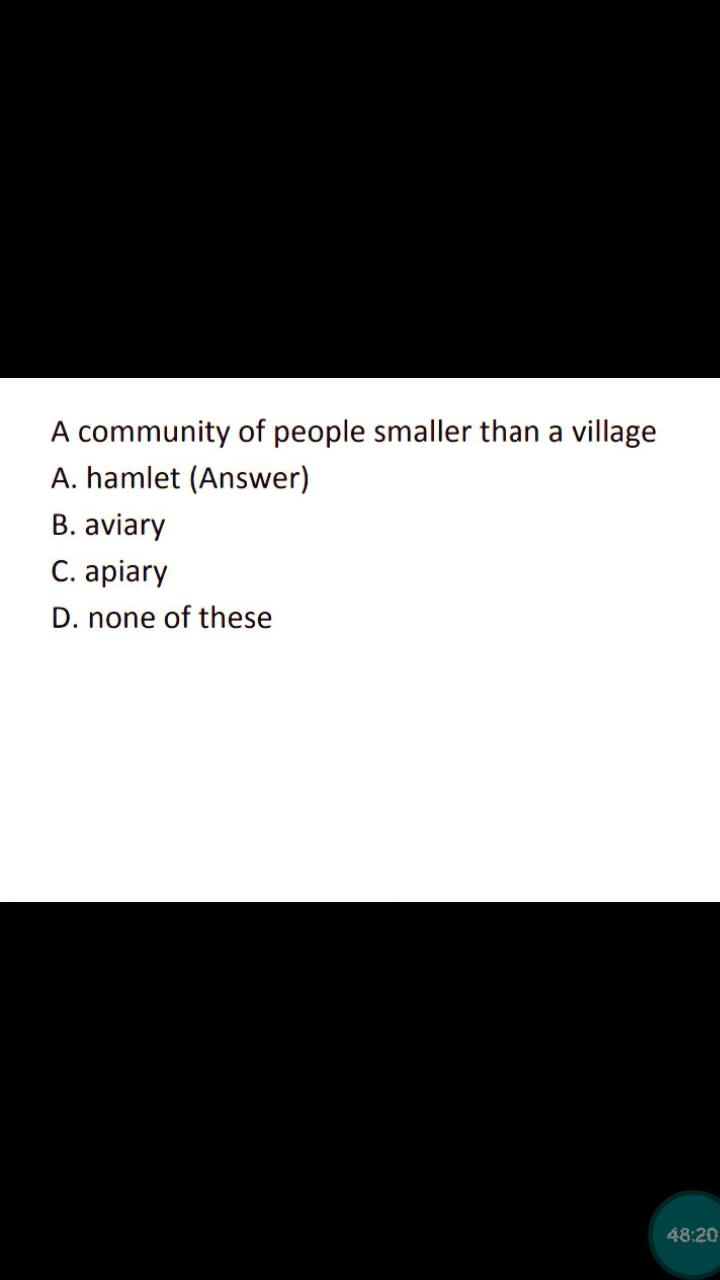 A community of people smaller than a village
A. hamlet (Answer)
B. aviary
C. apiary
D. none of these
48:20